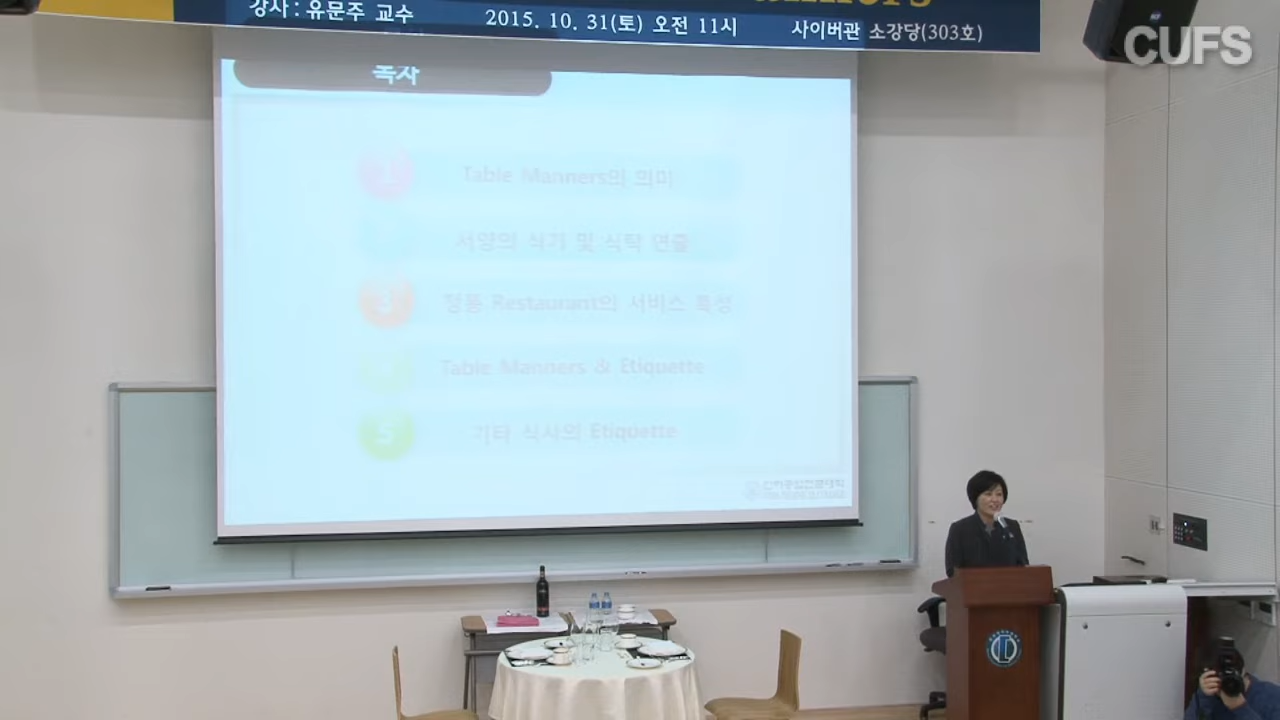 강사 : 유문주 교수
2015. 10. 31(토) 오전 11시
사이버관 소강당(303호)
CUFS
목차
1 Table Manners의 의미
서양의 식기 및 식탁 연출
3 정통 Restaurant의 서비스 특성
4 Table Manners & Etiquette
5 기타 식사의 Etiquette